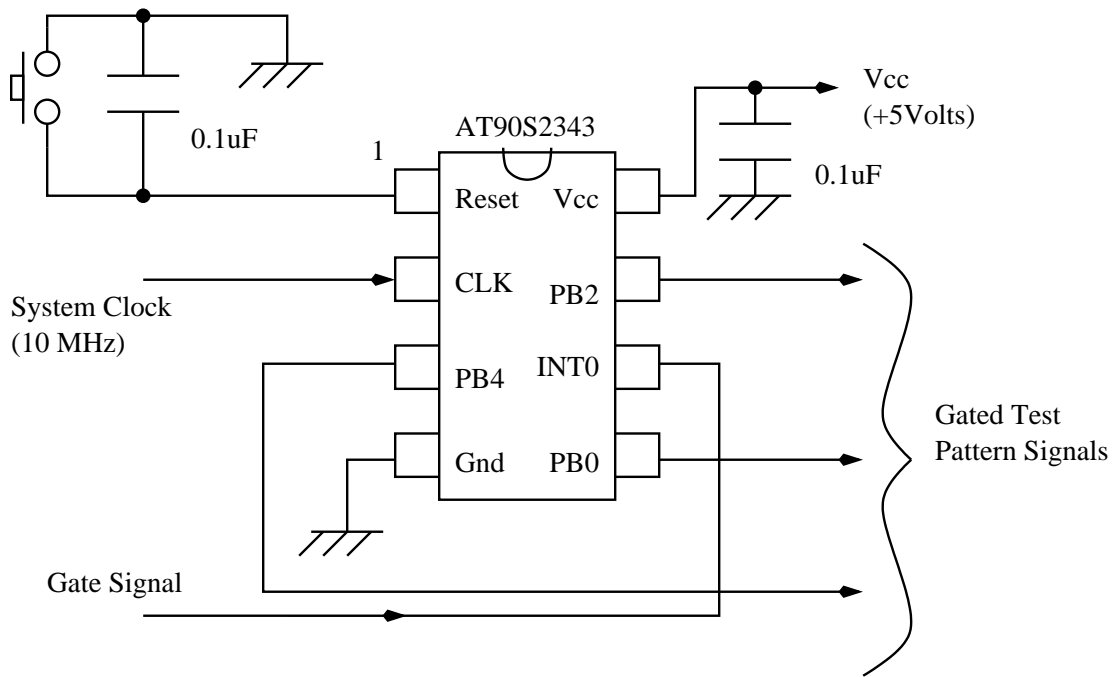 Vcc
(+5Volts)
0.1uF
AT90S2343
1
0.1uF
Reset
Vcc
CLK
PB2
System Clock
(10 MHz)
PB4
INT0
Gated Test
Pattern Signals
Gnd
PB0
Gate Signal